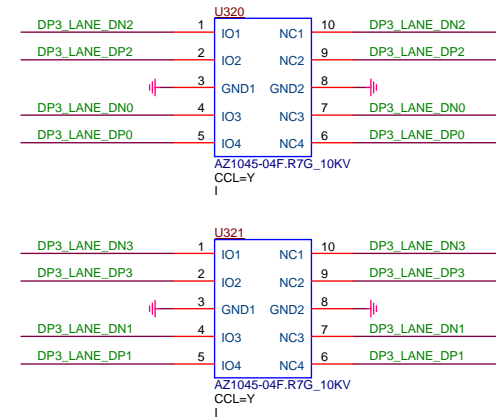 U320
DP3_LANE_DN2 1 IO1 NC1 10 DP3_LANE_DN2
DP3_LANE_DP2 2 IO2 NC2 9 DP3_LANE_DP2
3 GND1 GND2 8
DP3_LANE_DN0 4 IO3 NC3 7 DP3_LANE_DN0
DP3_LANE_DP0 5 IO4 NC4 6 DP3_LANE_DP0
AZ1045-04F.R7G_10KV
CCL=Y
I
U321
DP3_LANE_DN3 1 IO1 NC1 10 DP3_LANE_DN3
DP3_LANE_DP3 2 IO2 NC2 9 DP3_LANE_DP3
3 GND1 GND2 8
DP3_LANE_DN1 4 IO3 NC3 7 DP3_LANE_DN1
DP3_LANE_DP1 5 IO4 NC4 6 DP3_LANE_DP1
AZ1045-04F.R7G_10KV
CCL=Y
I